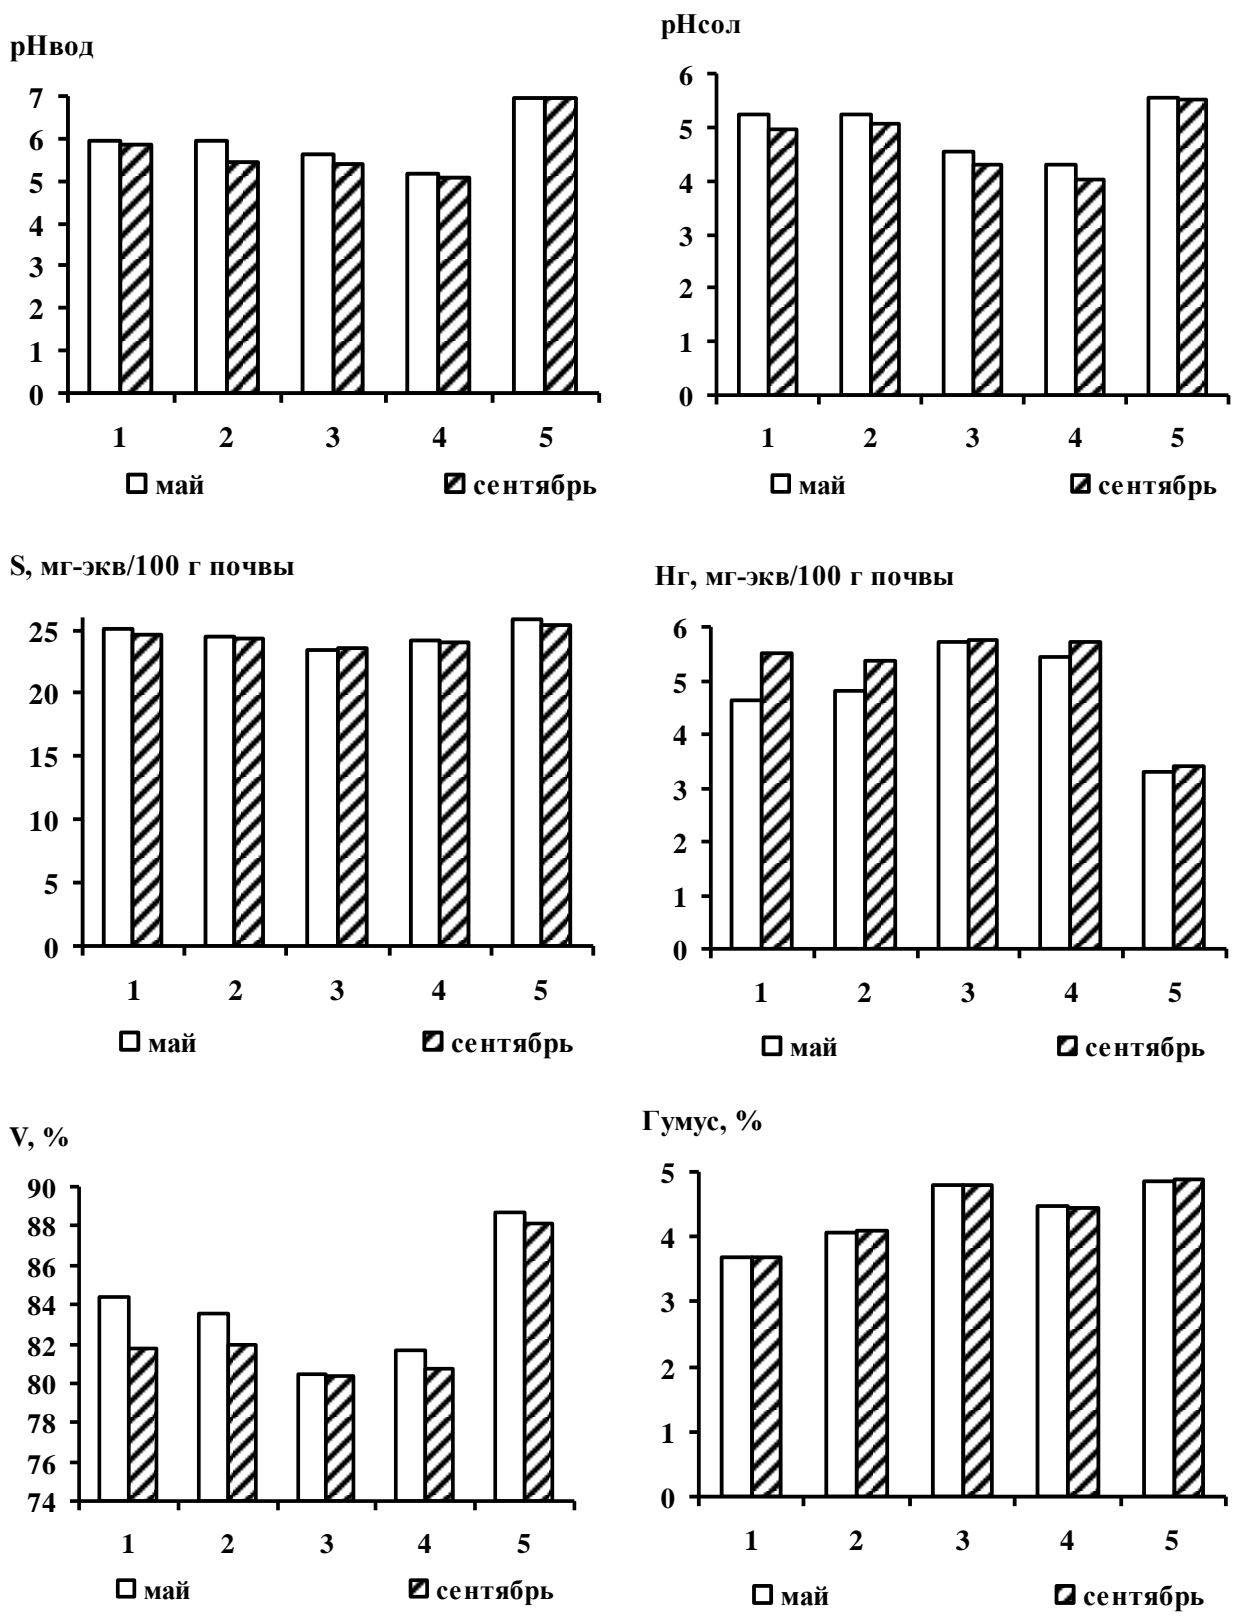 pHвод
7
6
5
4
3
2
1
0
1 2 3 4 5
май сентябрь
pHсол
6
5
4
3
2
1
0
1 2 3 4 5
май сентябрь
S, мг-экв/100 г почвы
25
20
15
10
5
0
1 2 3 4 5
май сентябрь
Нг, мг-экв/100 г почвы
6
5
4
3
2
1
0
1 2 3 4 5
май сентябрь
V, %
90
88
86
84
82
80
78
76
74
1 2 3 4 5
май сентябрь
Гумус, %
5
4
3
2
1
0
1 2 3 4 5
май сентябрь